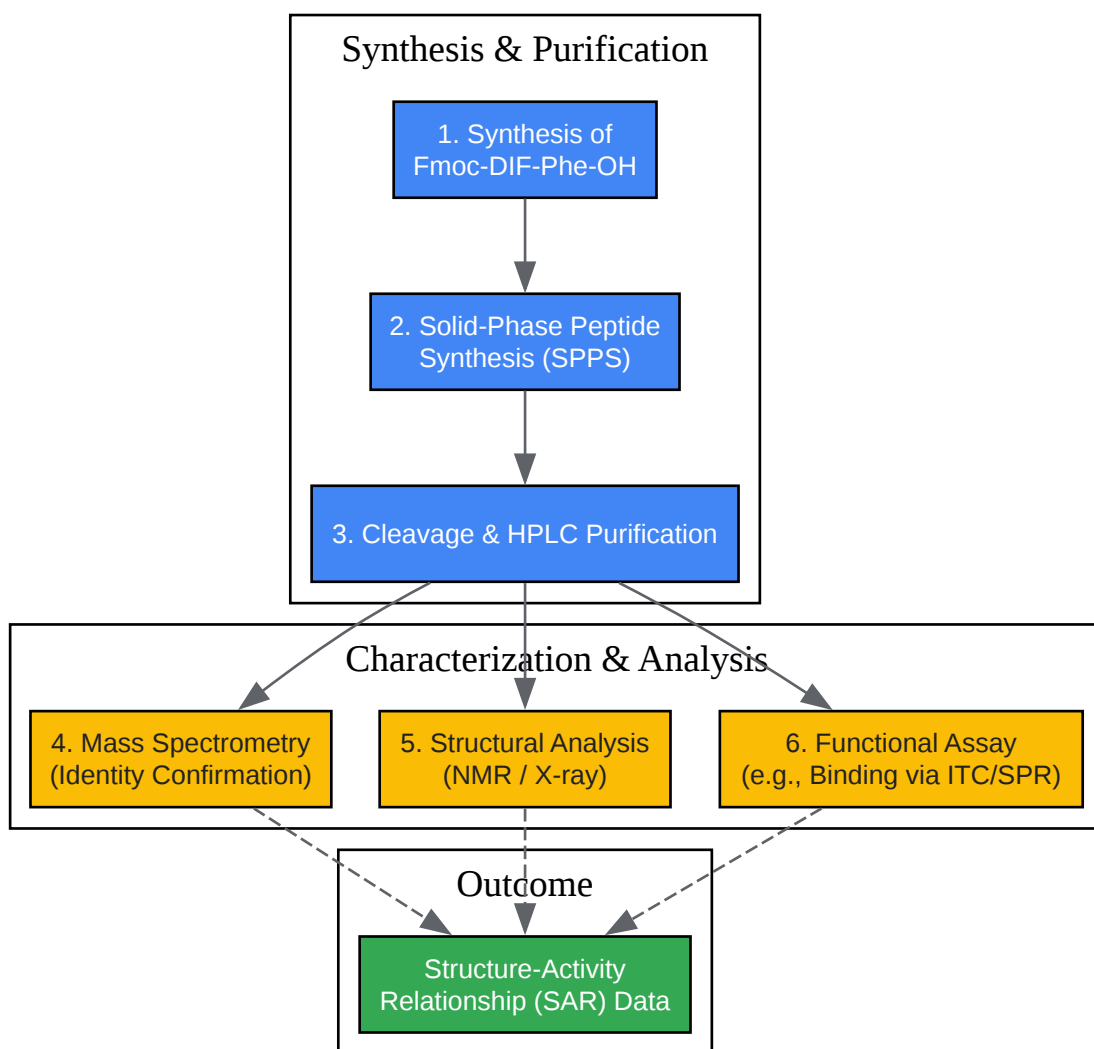 Synthesis & Purification
1. Synthesis of
Fmoc-DIF-Phe-OH
2. Solid-Phase Peptide
Synthesis (SPPS)
3. Cleavage & HPLC Purification
Characterization & Analysis
4. Mass Spectrometry
(Identity Confirmation)
5. Structural Analysis
(NMR / X-ray)
6. Functional Assay
(e.g., Binding via ITC/SPR)
Outcome
Structure-Activity
Relationship (SAR) Data